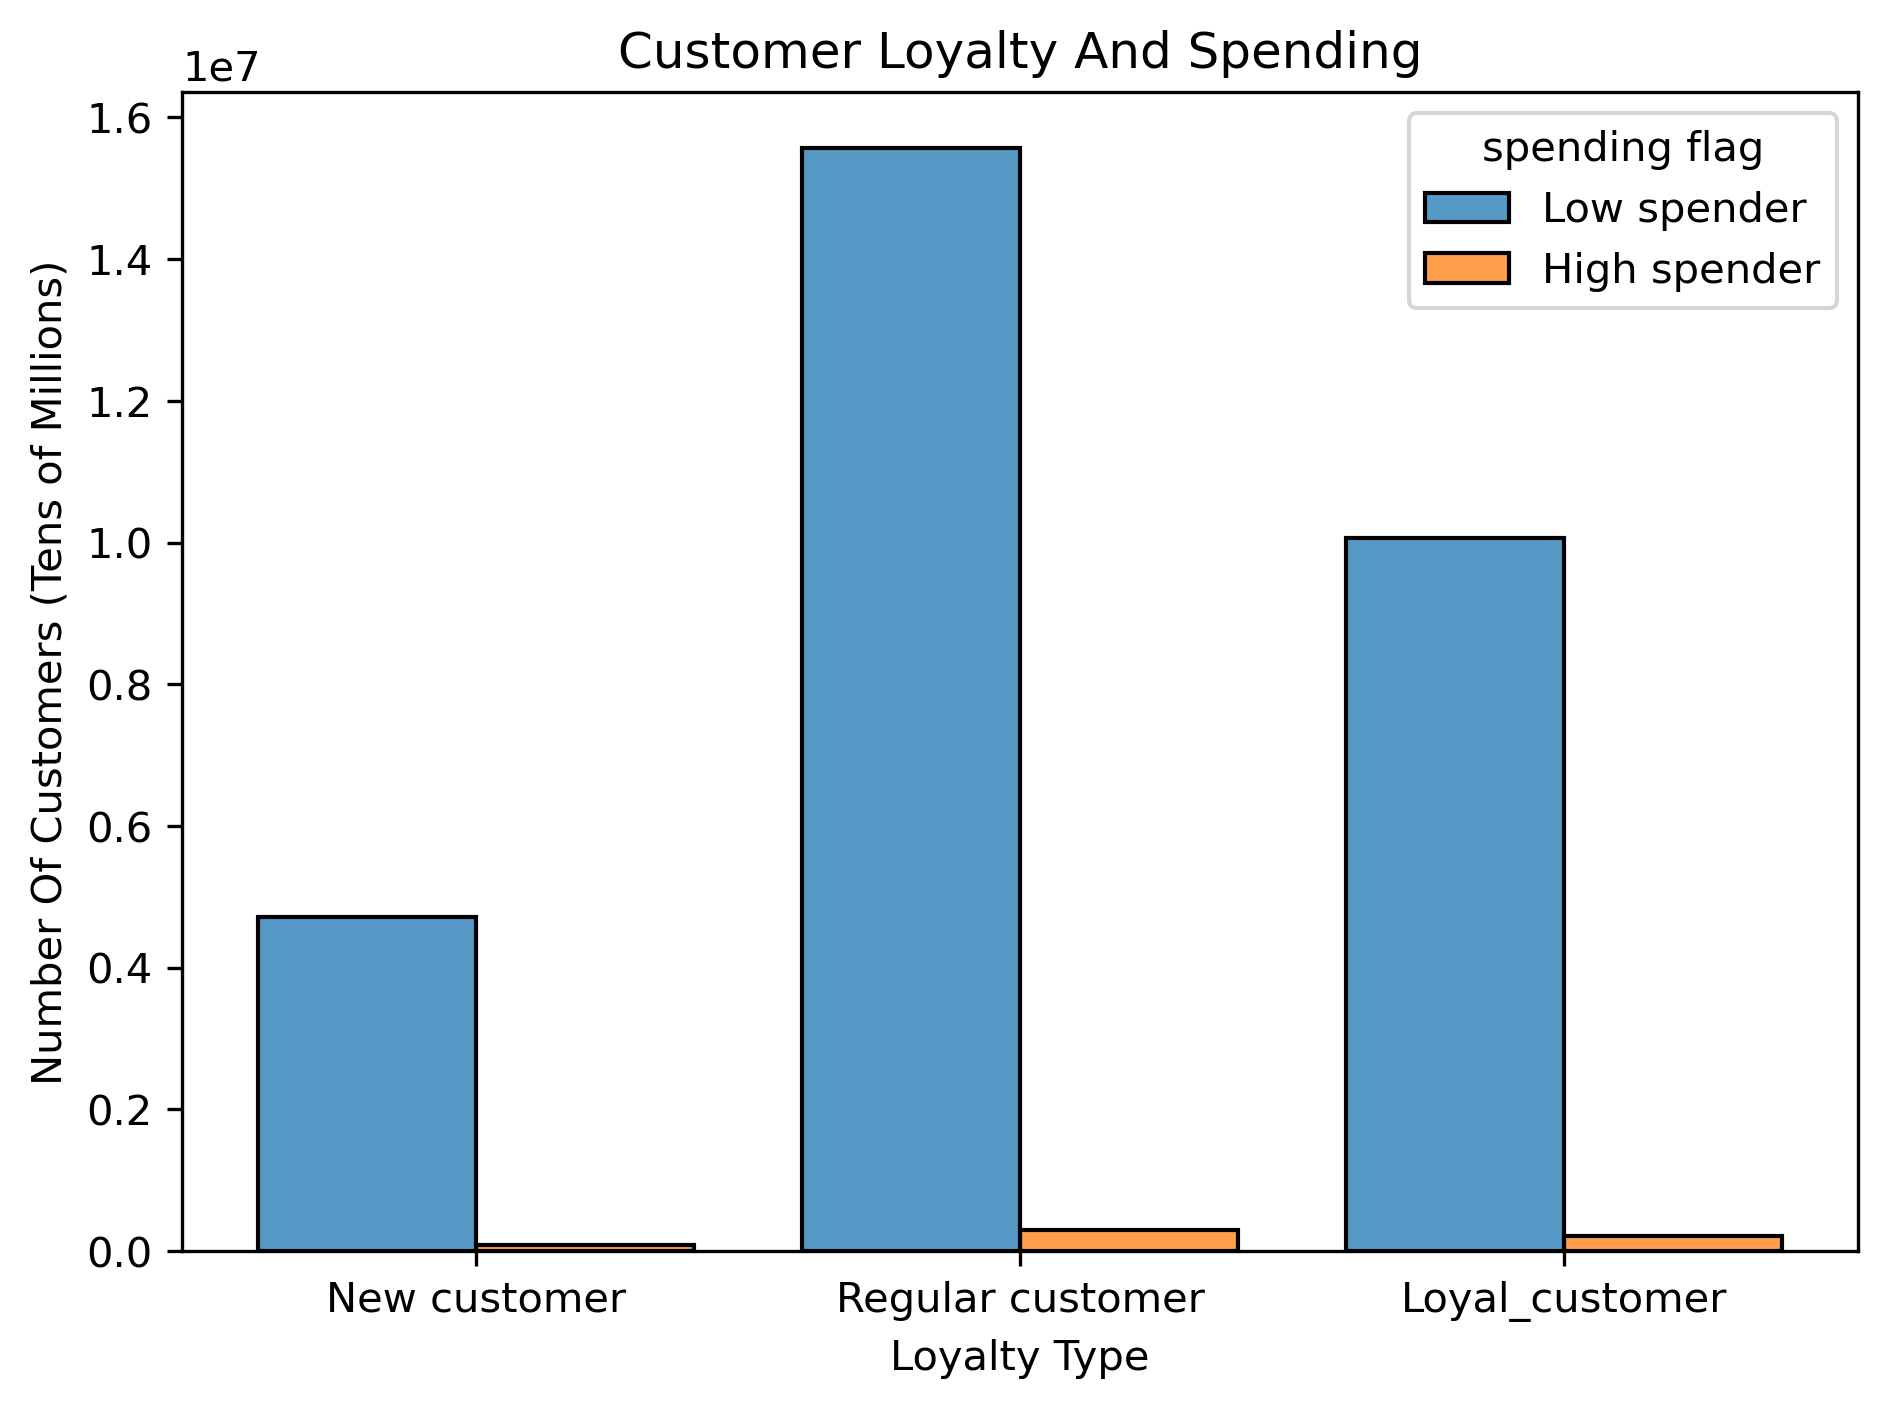 Customer Loyalty And Spending
1e7
spending flag
Low spender
High spender
Number Of Customers (Tens of Millions)
1.6
1.4
1.2
1.0
0.8
0.6
0.4
0.2
0.0
New customer
Regular customer
Loyal_customer
Loyalty Type